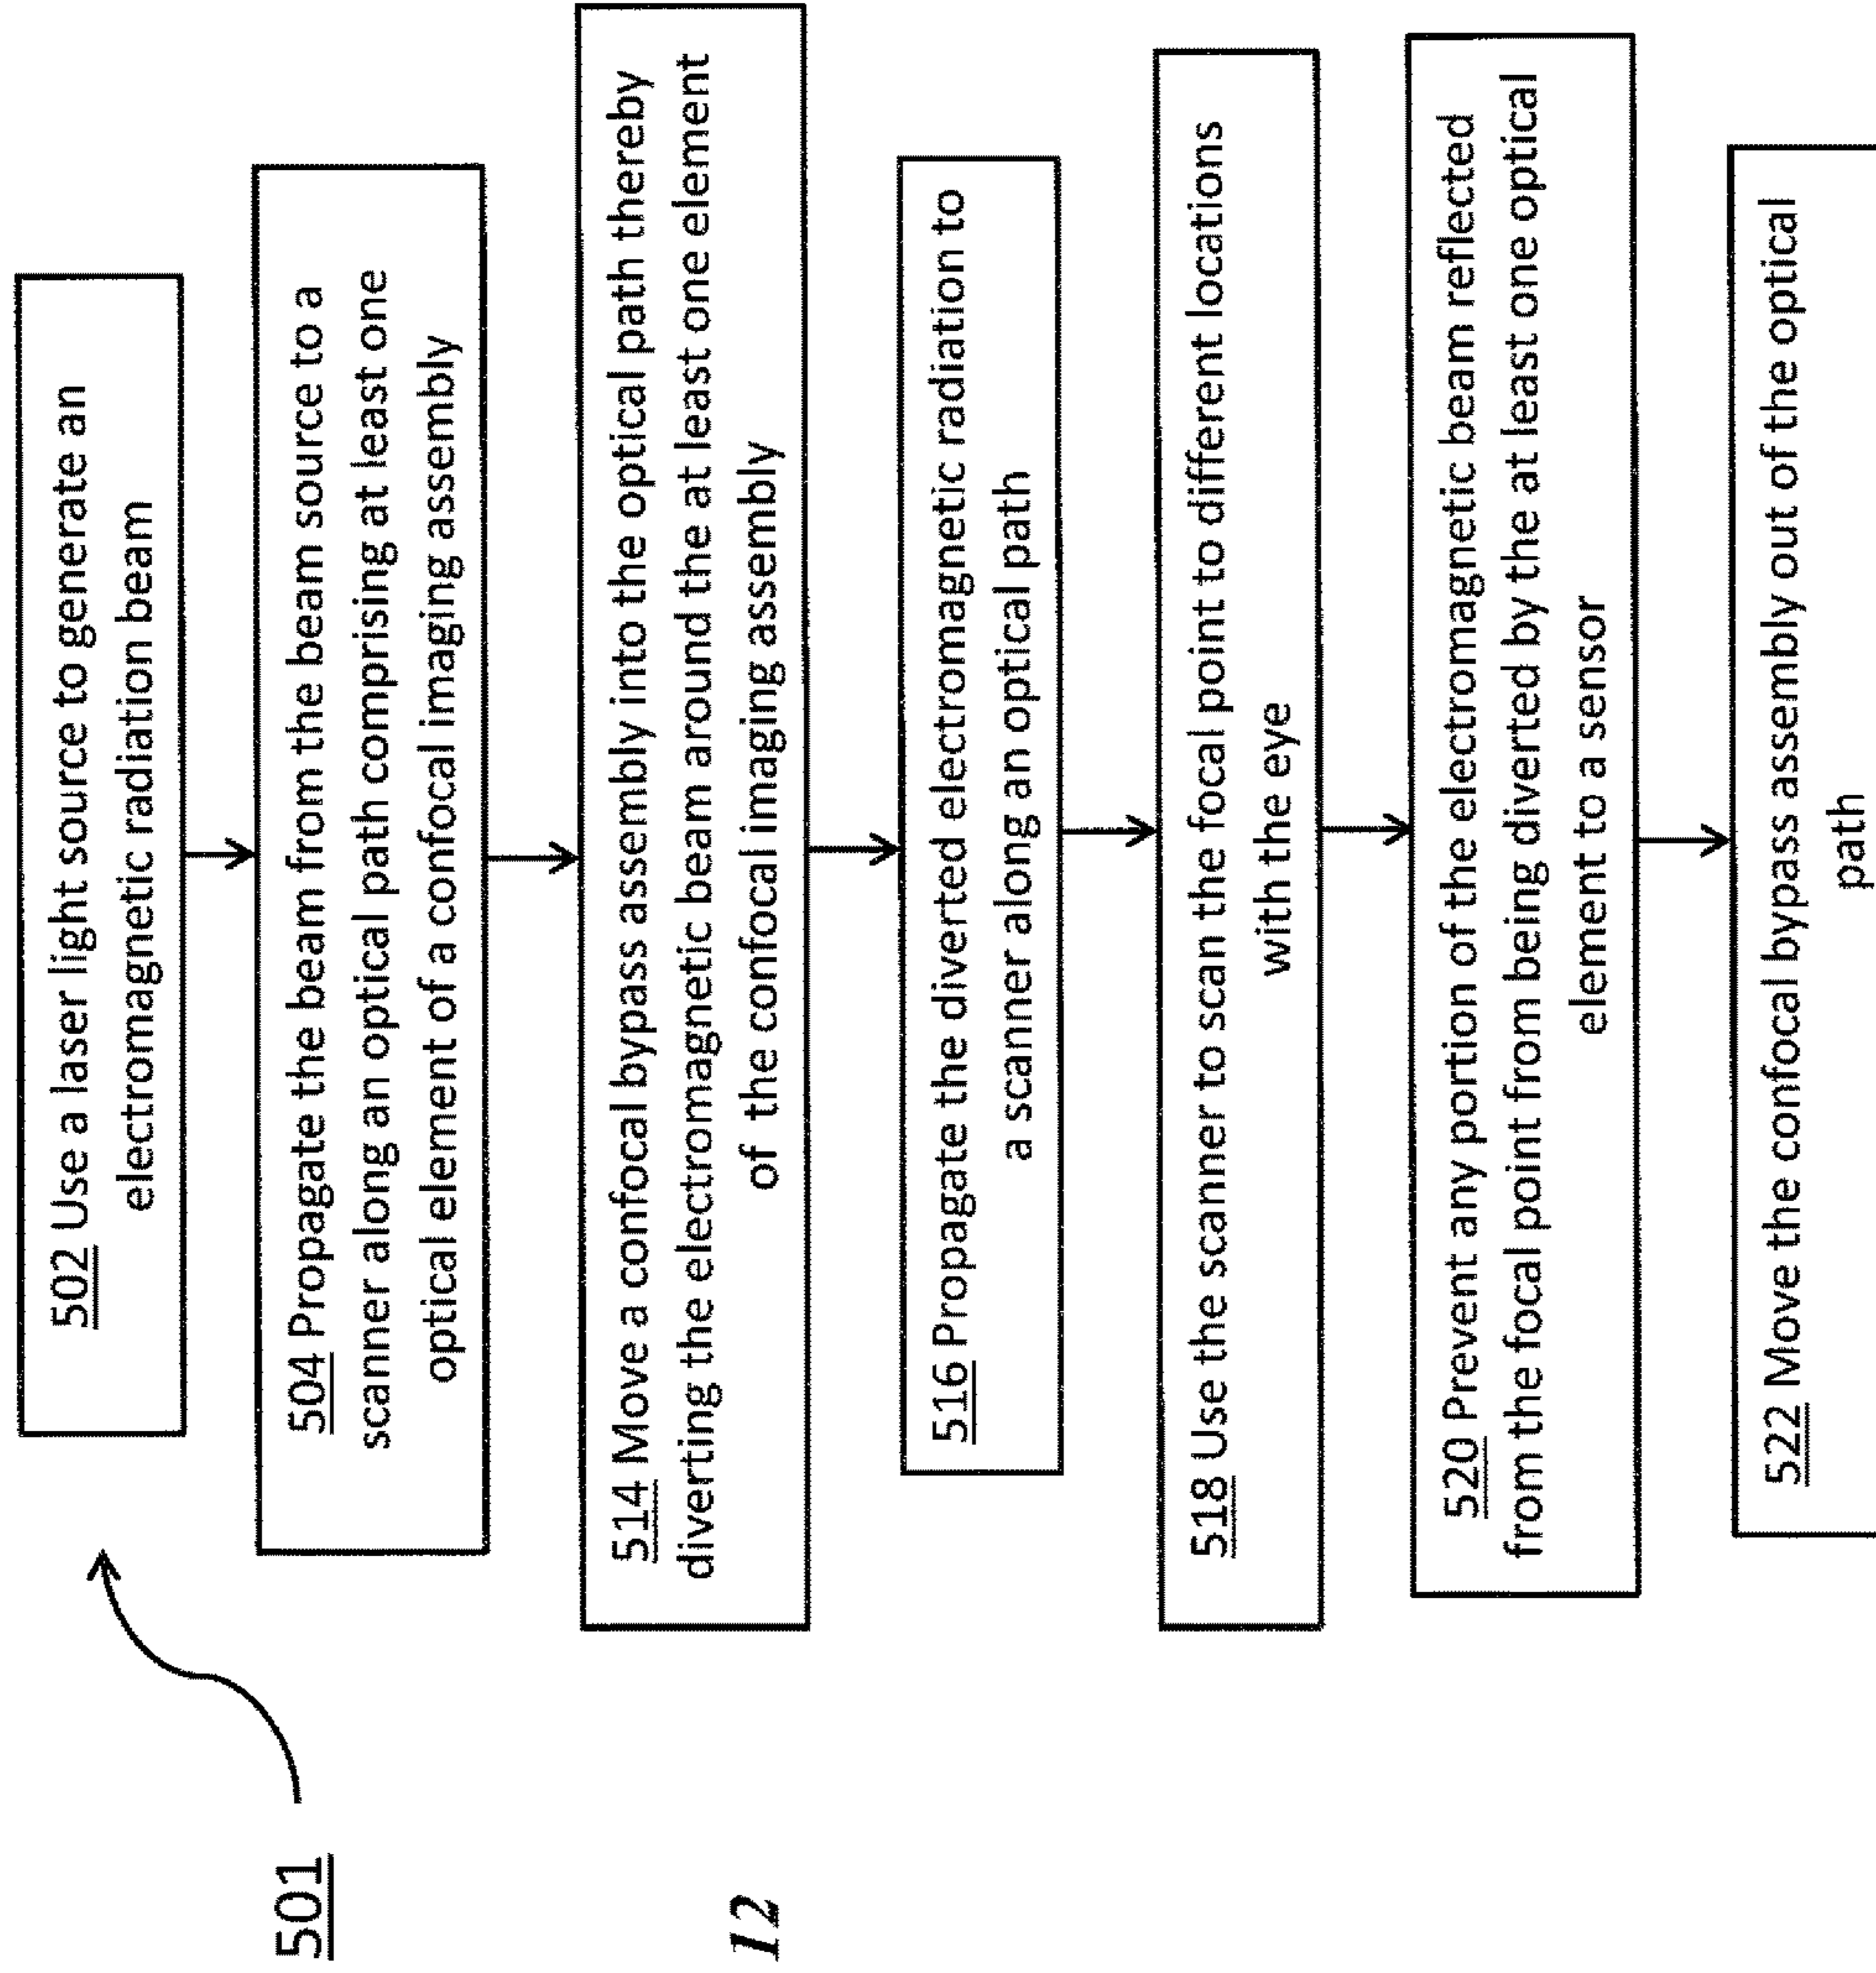 502 Use a laser light source to generate an
electromagnetic radiation beam
504 Propagate the beam from the beam source to a
scanner along an optical path comprising at least one
optical element of a confocal imaging assembly
514 Move a confocal bypass assembly into the optical path thereby
diverting the electromagnetic beam around the at least one element
of the confocal imaging assembly
516 Propagate the diverted electromagnetic radiation to
a scanner along an optical path
518 Use the scanner to scan the focal point to different locations
with the eye
520 Prevent any portion of the electromagnetic beam reflected
from the focal point from being diverted by the at least one optical
element to a sensor
522 Move the confocal bypass assembly out of the optical
path
501
12